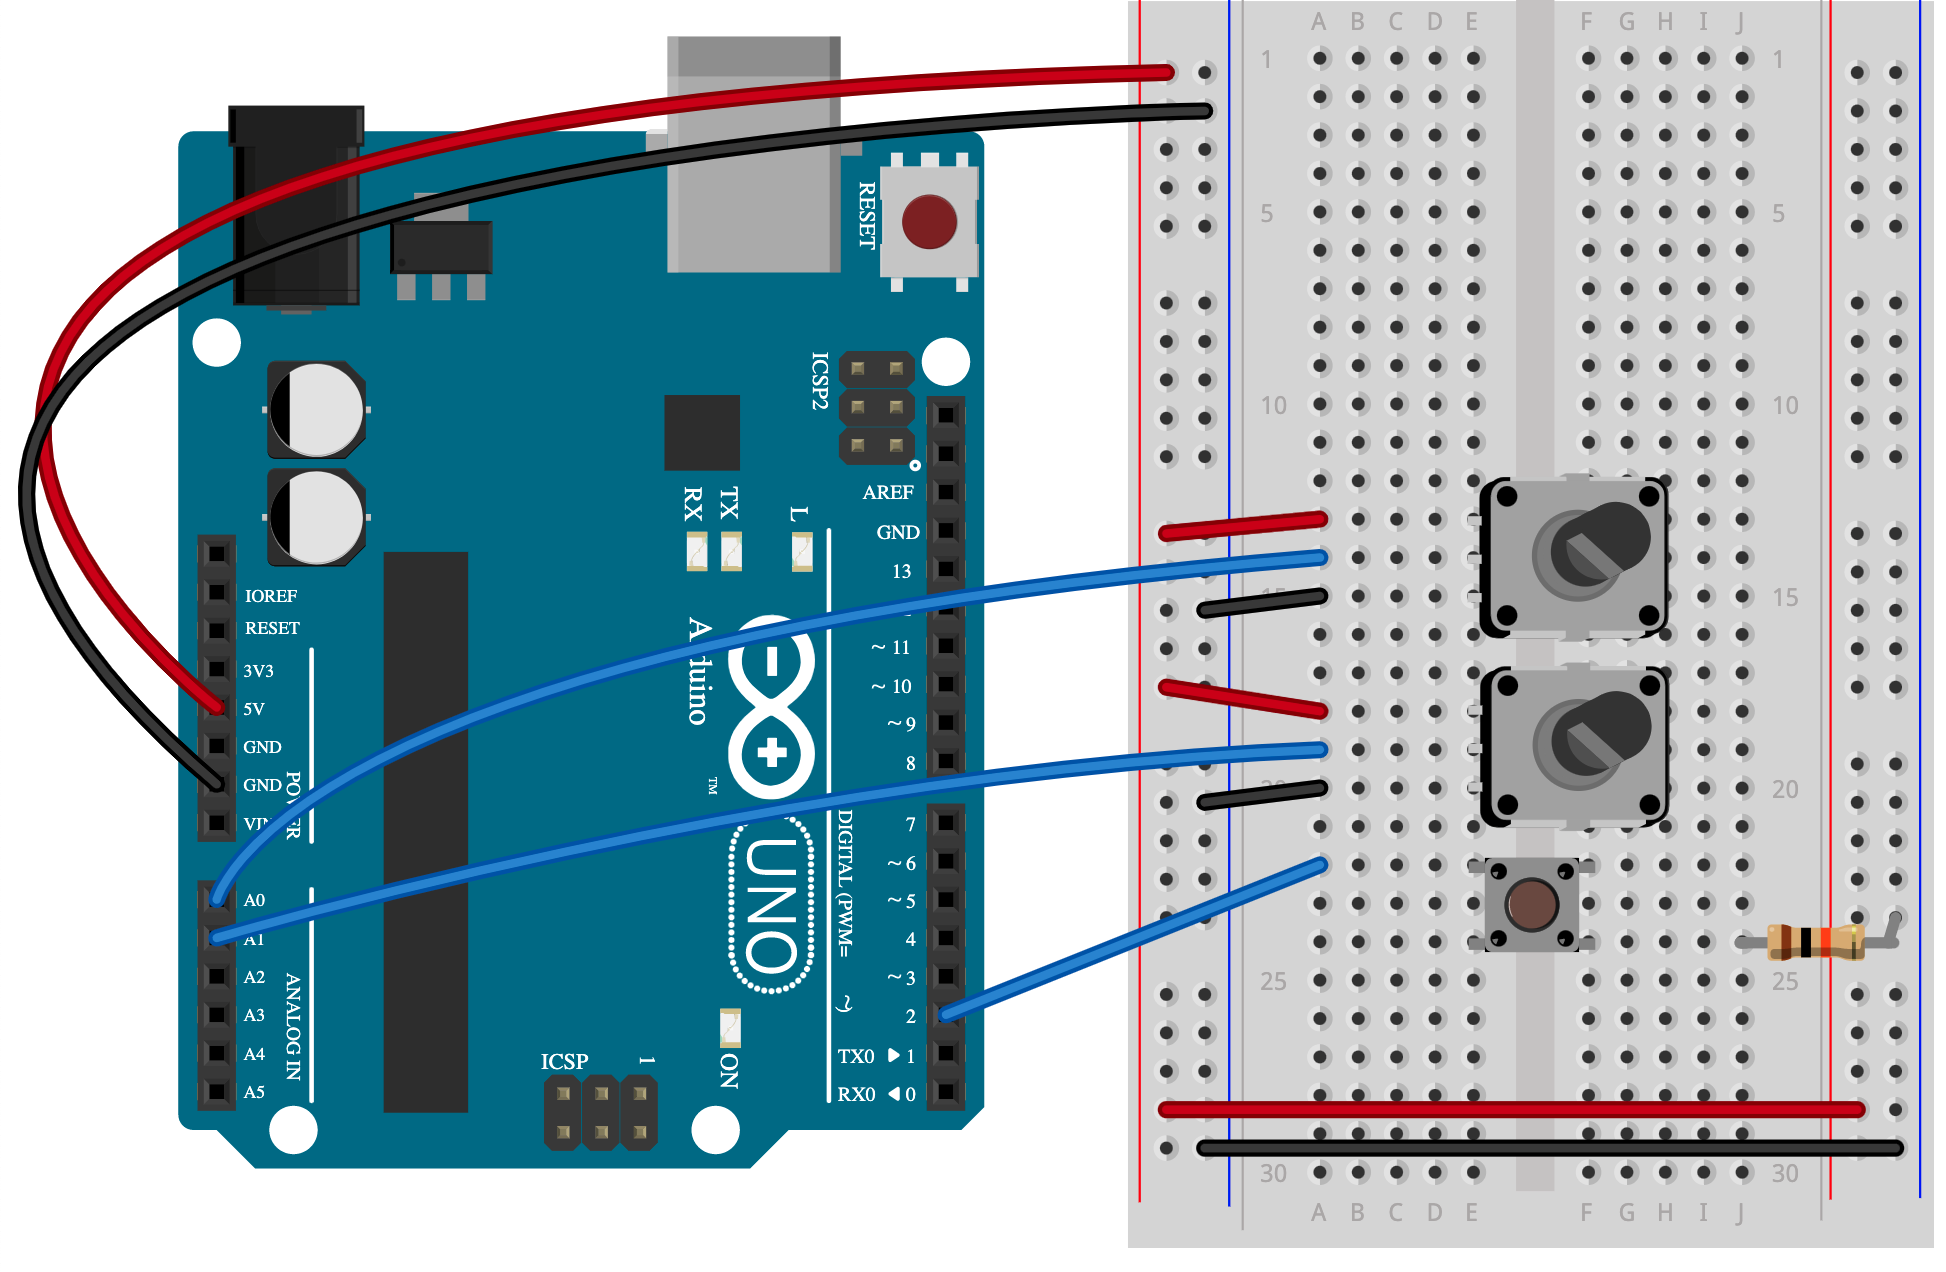 A B C D E F G H I J
1 1
5 5
10 10
15 15
20 20
25 25
30 30
A B C D E F G H I J
RESET
ICSP2
AREF
GND
13
~ 11
~ 10
~ 9
8
7
~ 6
~ 5
4
~ 3
2
TX0 ▶ 1
RX0 ◀ 0
DIGITAL (PWM= ~)
RX
TX
L
Arduino
TM
UNO
IOREF
RESET
3V3
5V
GND
GND
VIN
POWER
A0
A1
A2
A3
A4
A5
ANALOG IN
ICSP
1
ON